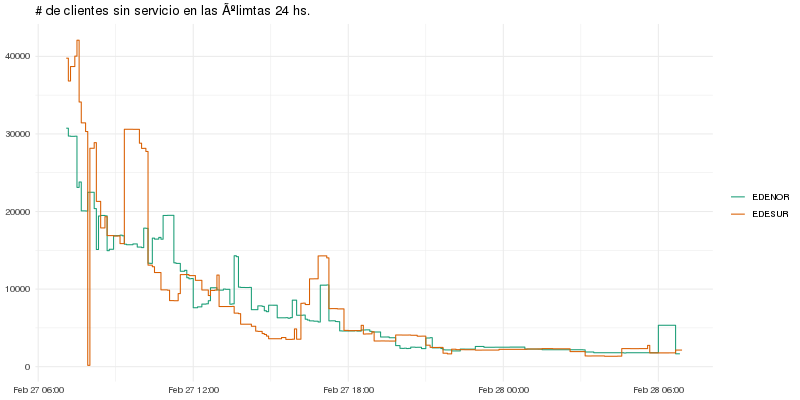 # de clientes sin servicio en las Ãºlimtas 24 hs.
40000
30000
20000
10000
0
Feb 27 06:00
Feb 27 12:00
Feb 27 18:00
Feb 28 00:00
Feb 28 06:00
EDENOR
EDESUR